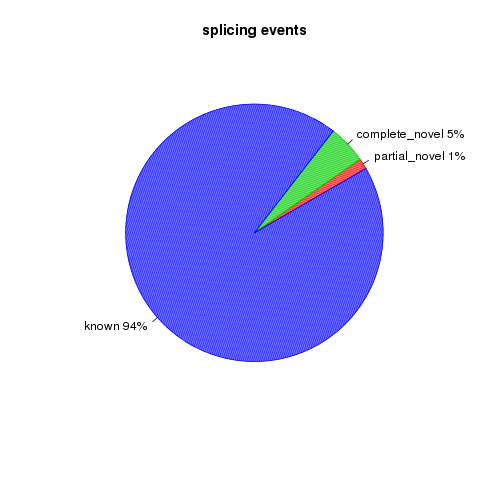 splicing events
complete_novel 5%
partial_novel 1%
known 94%